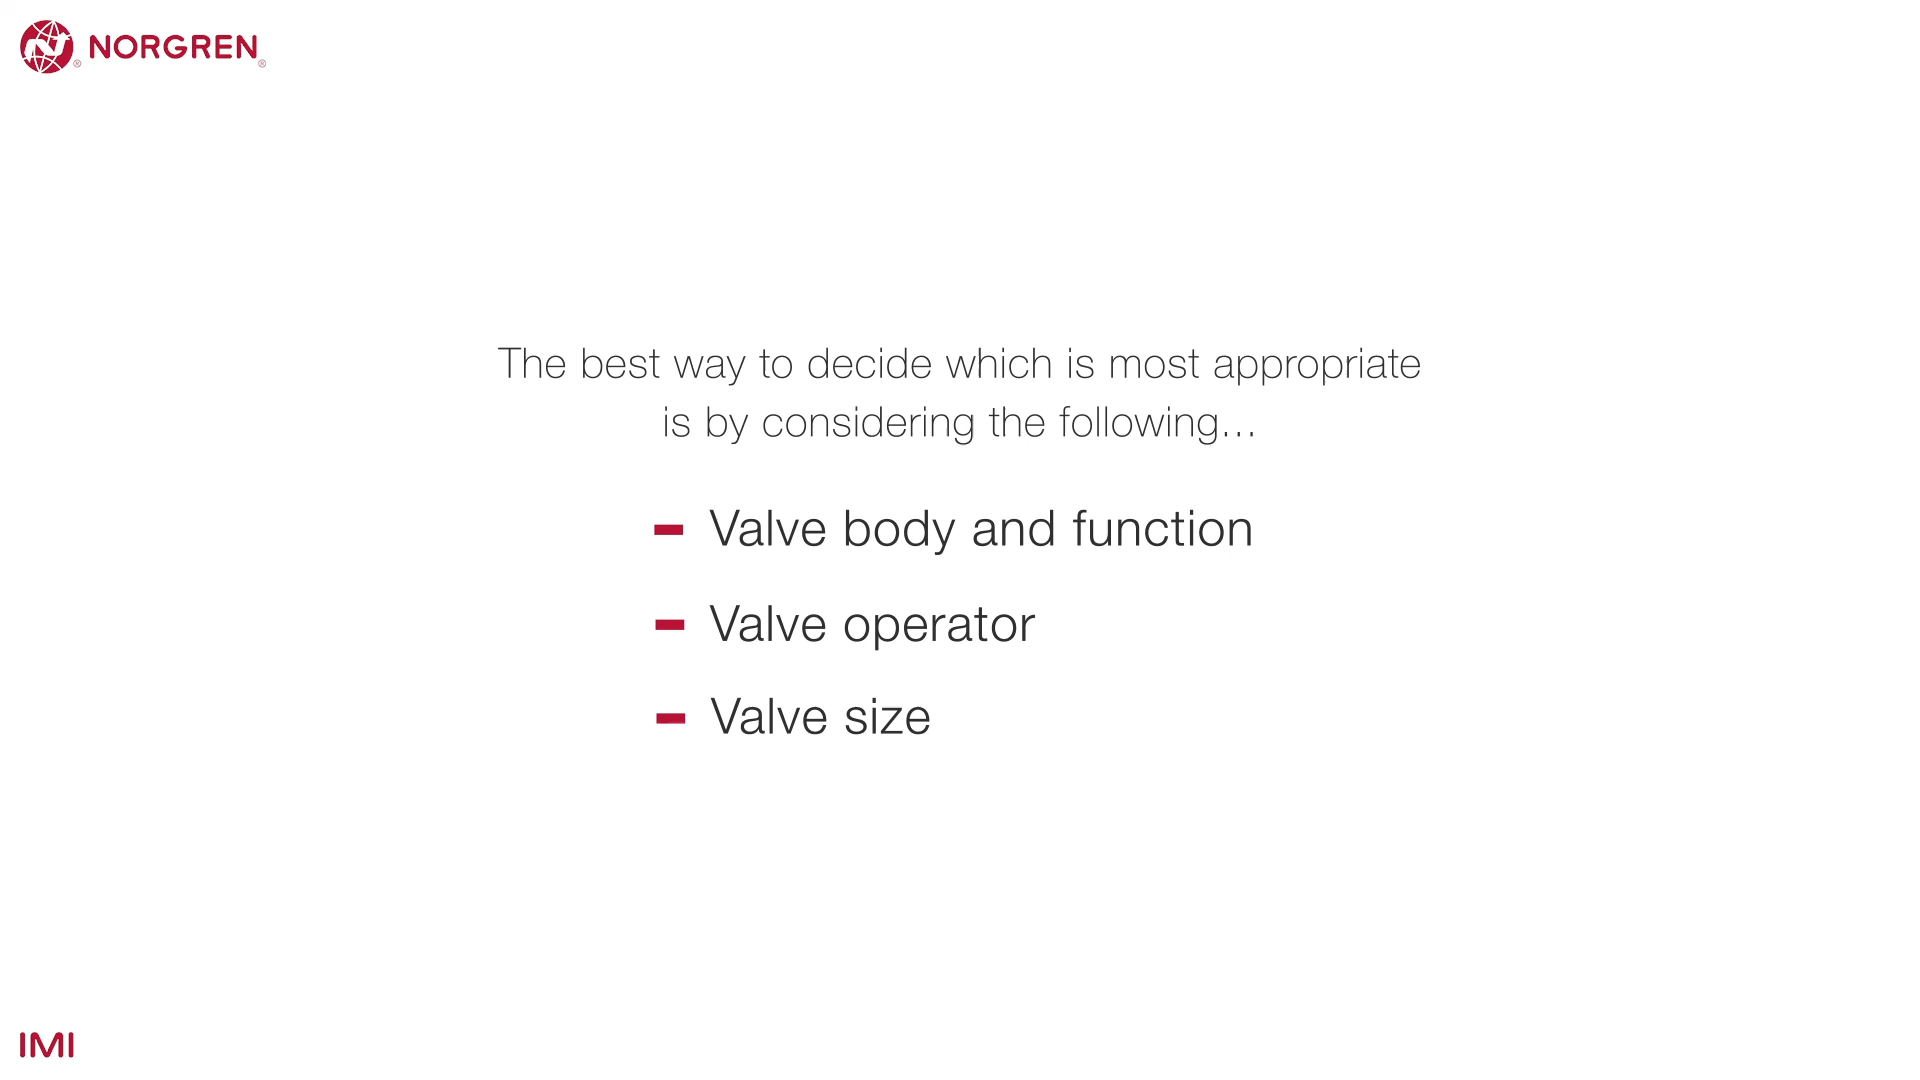 NORGREN
The best way to decide which is most appropriate
is by considering the following...
- Valve body and function
- Valve operator
- Valve size
IMI